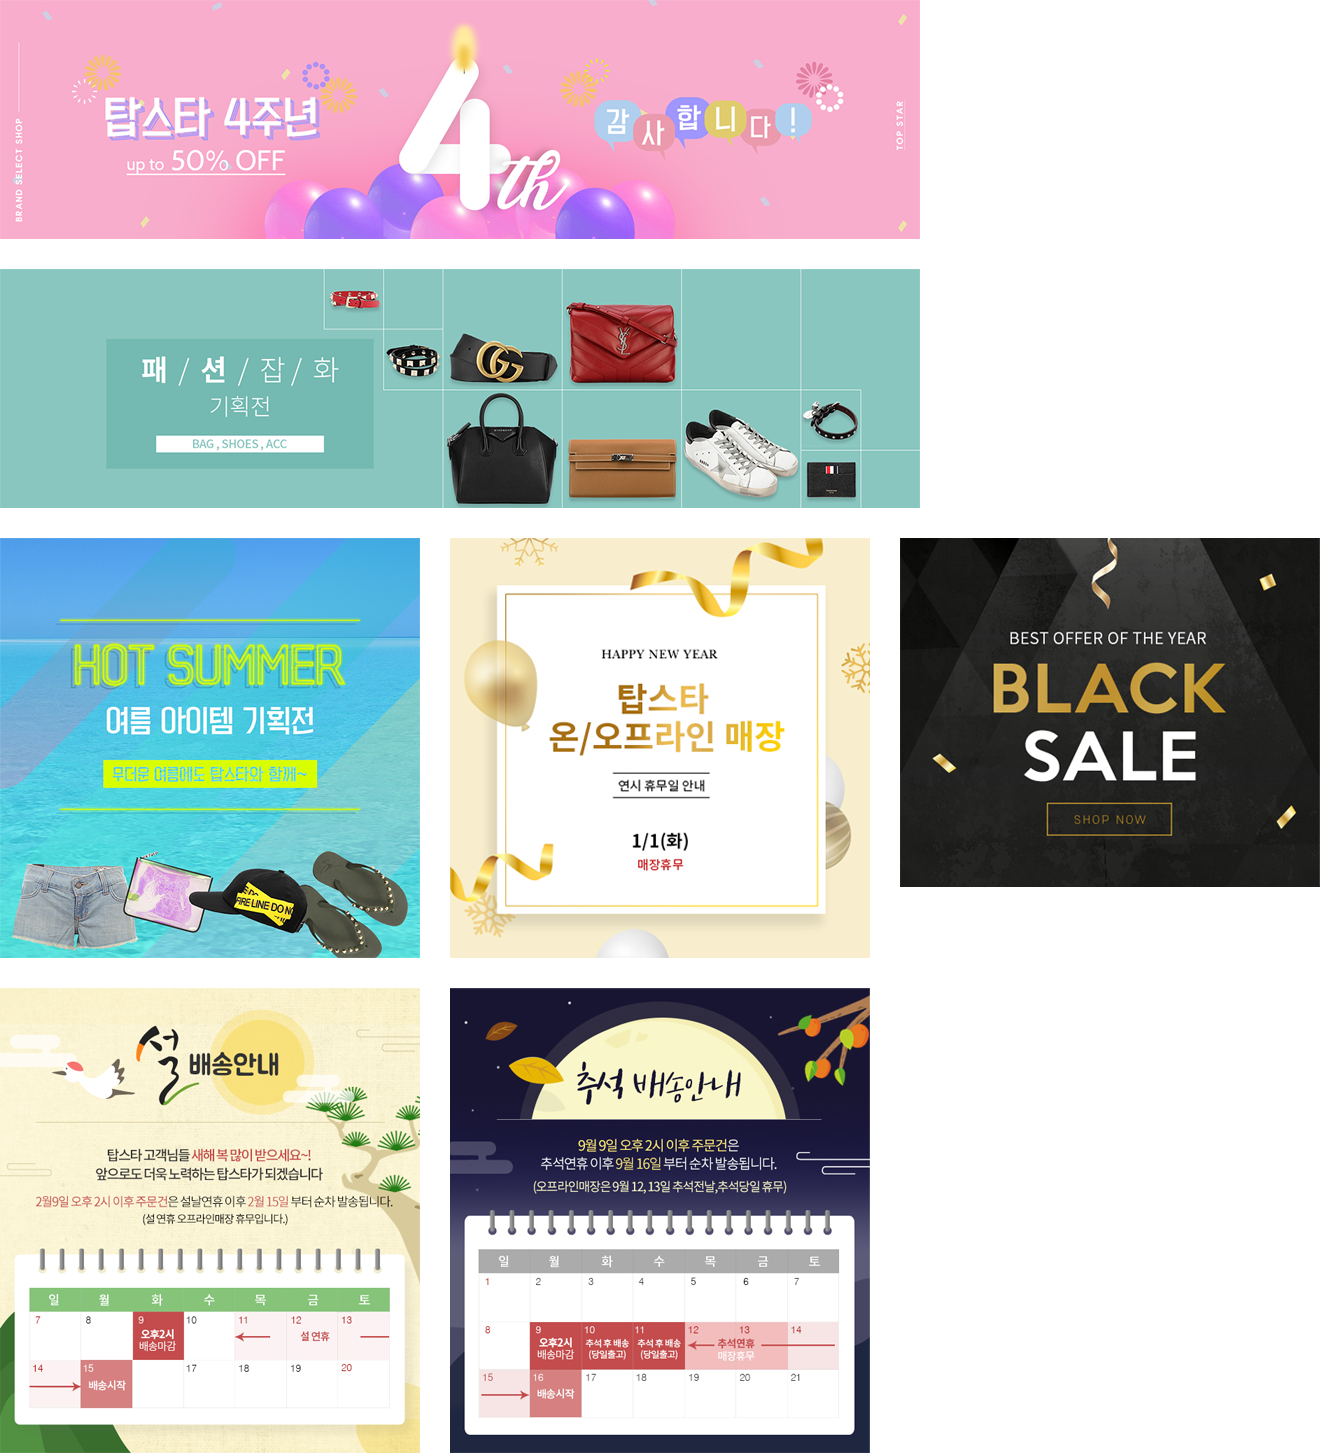 BRAND SELECT SHOP
탑스타 4주년
up to 50% OFF
4th
감사합니다!
TOP STAR
패 / 션 / 잡 / 화
기획전
BAG , SHOES , ACC
HOT SUMMER
여름 아이템 기획전
무더운 여름에도 탑스타와 함께~
FIRE LINE DO NO
HAPPY NEW YEAR
탑스타
온/오프라인 매장
연시 휴무일 안내
1/1(화)
매장휴무
BEST OFFER OF THE YEAR
BLACK
SALE
SHOP NOW
설 배송안내
탑스타 고객님들 새해 복 많이 받으세요~!
앞으로도 더욱 노력하는 탑스타가 되겠습니다
2월9일 오후 2시 이후 주문건은 설날연휴 이후 2월 15일 부터 순차 발송됩니다.
(설 연휴 오프라인매장 휴무입니다.)
일 월 화 수 목 금 토
7 8 9 10 11 12 13
오후2시
배송마감
설 연휴
14 15 17 18 19 20
배송시작
추석 배송안내
9월 9일 오후 2시 이후 주문건은
추석연휴 이후 9월 16일 부터 순차 발송됩니다.
(오프라인매장은 9월 12, 13일 추석전날,추석당일 휴무)
일 월 화 수 목 금 토
1 2 3 4 5 6 7
8 9 10 11 12 13 14
오후2시 추석 후 배송 추석 후 배송 추석연휴
배송마감 (당일출고) (당일출고) 매장휴무
15 16 17 18 19 20 21
배송시작